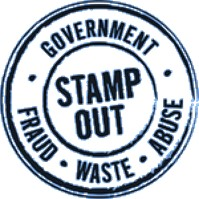 GOVERNMENT
STAMP
OUT
FRAUD · WASTE · ABUSE